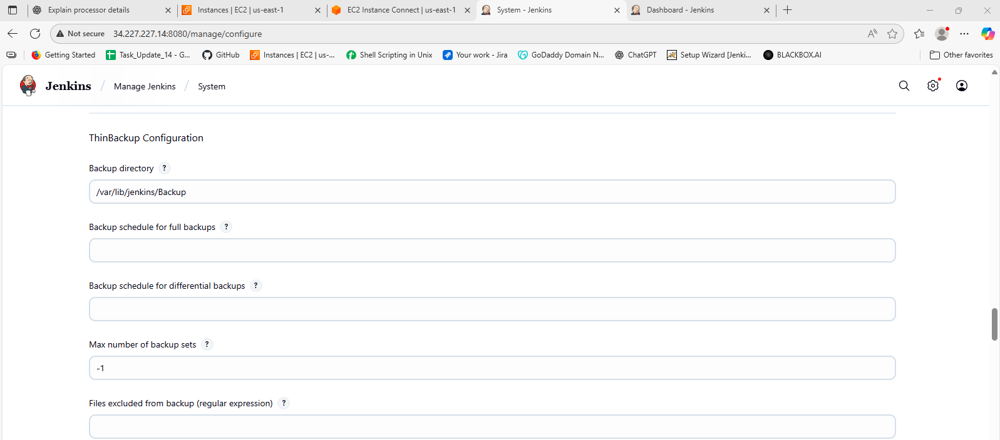 Explain processor details
Instances | EC2 | us-east-1
EC2 Instance Connect | us-east-1
System - Jenkins
Dashboard - Jenkins
Not secure 34.227.227.14:8080/manage/configure
Getting Started
Task_Update_14 - G...
GitHub
Instances | EC2 | us-...
Shell Scripting in Unix
Your work - Jira
GoDaddy Domain N...
ChatGPT
Setup Wizard [Jenki...
BLACKBOX.AI
Other favorites
Jenkins / Manage Jenkins / System
ThinBackup Configuration
Backup directory ?
/var/lib/jenkins/Backup
Backup schedule for full backups ?
Backup schedule for differential backups ?
Max number of backup sets ?
-1
Files excluded from backup (regular expression) ?